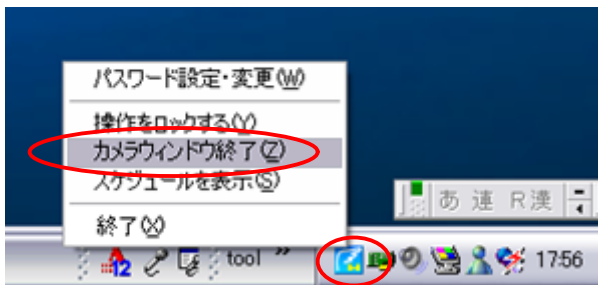 パスワード設定・変更(W)
操作をロックする(Y)
カメラウィンドウ終了(Z)
スケジュールを表示(S)
終了(X)
あ 連 R漢
12 tool » 17:56